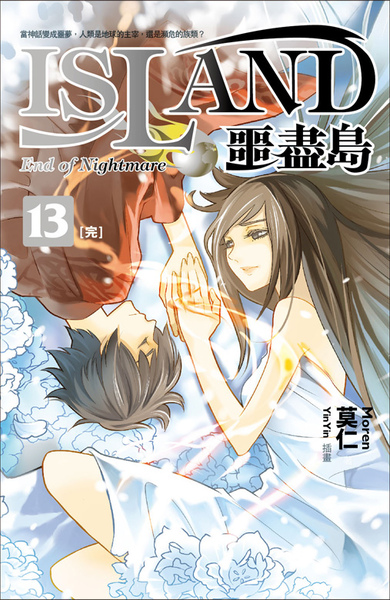 當神話變成噩夢，人類是地球的主宰，還是瀕危的族類？
ISLAND
噩盡島
End of Nightmare
13
[完]
Moren
莫仁
YinYin 插畫